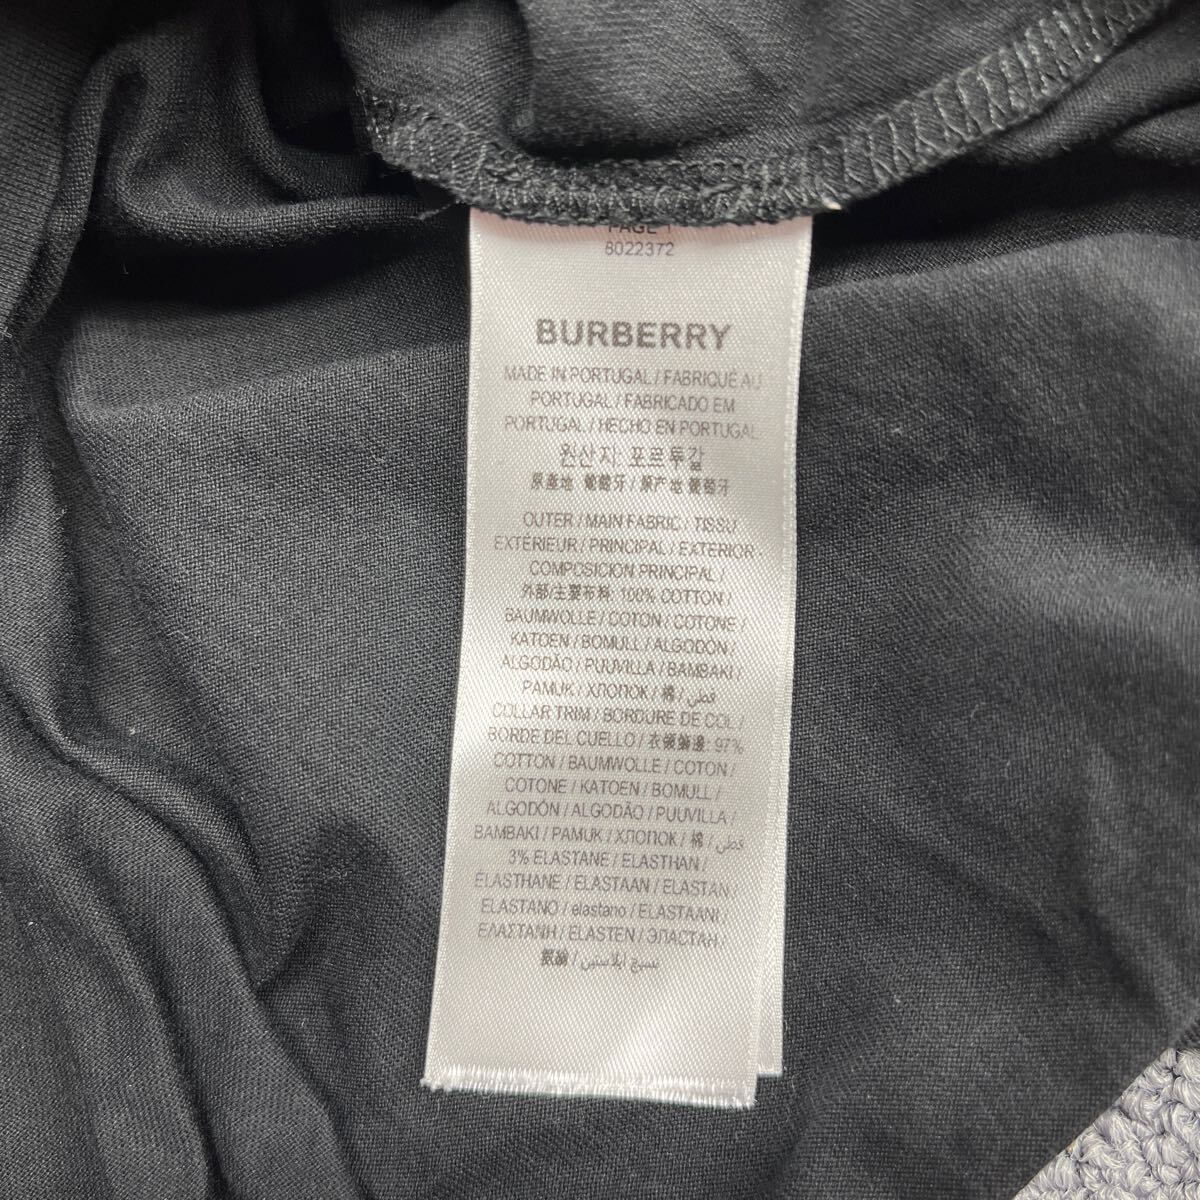 PAGE 1
8022372
BURBERRY
MADE IN PORTUGAL / FABRIQUÉ AU
PORTUGAL / FABRICADO EM
PORTUGAL / HECHO EN PORTUGAL
원산지 포르투갈
原產地 葡萄牙 / 原产地 葡萄牙
OUTER / MAIN FABRIC / TISSU
EXTERIEUR / PRINCIPAL / EXTERIOR -
COMPOSICION PRINCIPAL /
外部/主要布料: 100% COTTON /
BAUMWOLLE / COTON / COTONE /
KATOEN / BOMULL / ALGODÓN /
ALGODÃO / PUUVILLA / BAMBAKI /
PAMUK / ХЛОПОК / 棉 / قطن
COLLAR TRIM / BORDURE DE COL /
BORDE DEL CUELLO / 衣領鑲邊: 97%
COTTON / BAUMWOLLE / COTON /
COTONE / KATOEN / BOMULL /
ALGODÓN / ALGODÃO / PUUVILLA /
BAMBAKI / PAMUK / ХЛОПОК / 棉 / قطن
3% ELASTANE / ELASTHAN /
ELASTHANE / ELASTAAN / ELASTAN /
ELASTANO / elastano / ELASTAANI /
ΕΛΑΣΤΑΝΗ / ELASTEN / ЭЛАСТАН /
氨綸 / نسيج ايلاستين